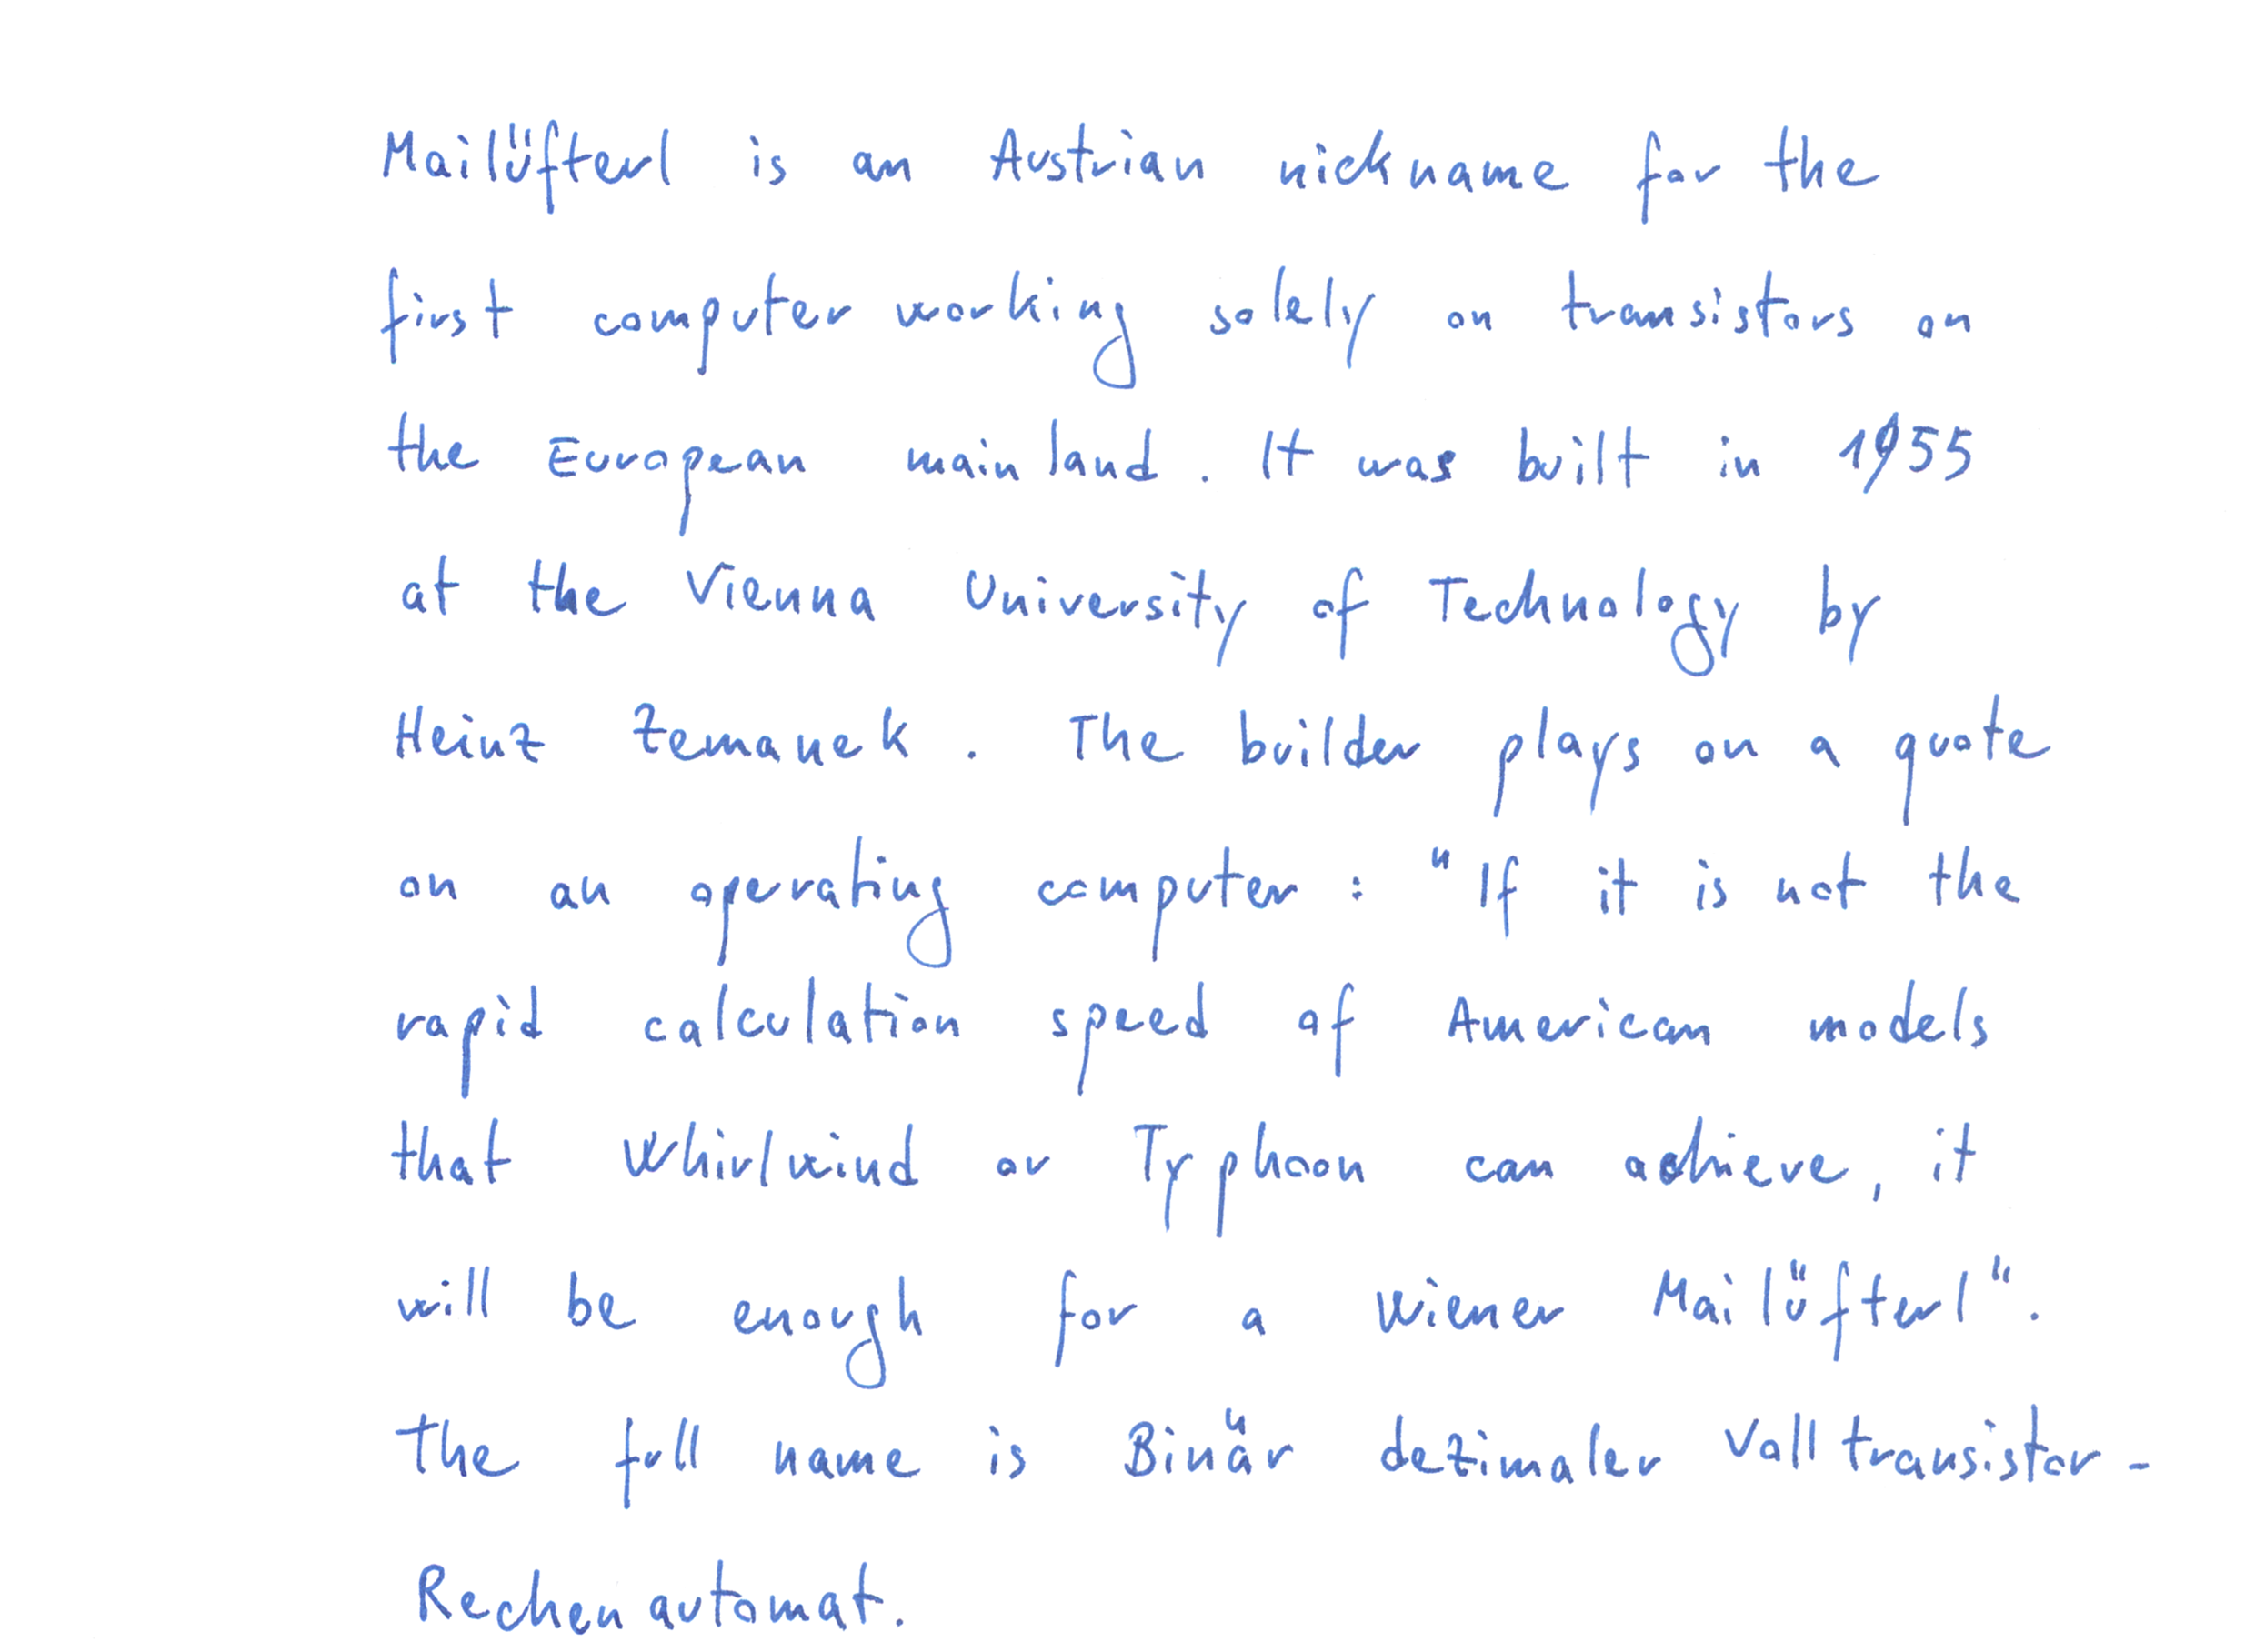 Mailüfterl is an Austrian nickname for the
first computer working solely on transistors on
the European mainland. It was built in 1955
at the Vienna University of Technology by
Heinz Zemanek. The builder plays on a quote
on an operating computer: "If it is not the
rapid calculation speed of American models
that Whirlwind or Typhoon can achieve, it
will be enough for a Wiener Mailüfterl".
The full name is Binär dezimaler Volltransistor-
Rechenautomat.